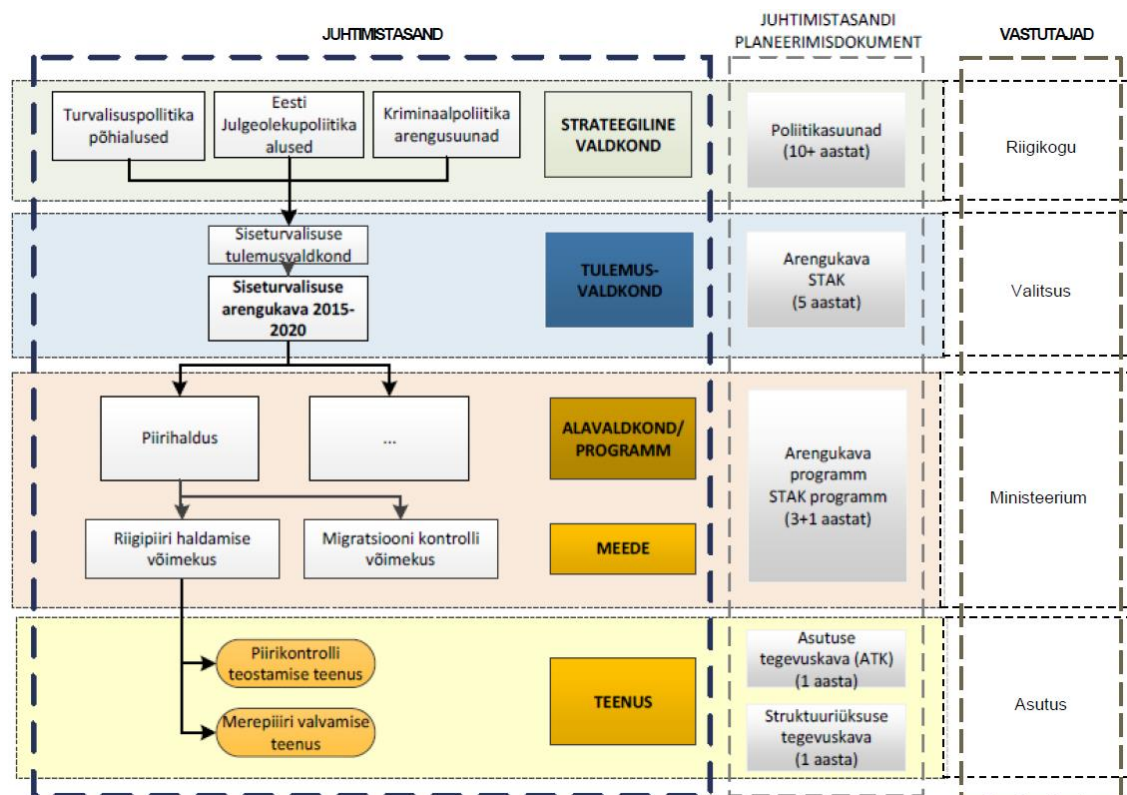 JUHTIMISTASAND
JUHTIMISTASANDI
PLANEERIMISDOKUMENT
VASTUTAJAD
Turvalisuspollitika
põhialused
Eesti
Julgeolekupoliitika
alused
Kriminaalpoliitika
arengusuunad
STRATEEGILINE
VALDKOND
Poliitikasuunad
(10+ aastat)
Riigikogu
Siseturvalisuse
tulemusvaldkond
Siseturvalisuse
arengukava 2015-
2020
TULEMUS-
VALDKOND
Arengukava
STAK
(5 aastat)
Valitsus
Piirihaldus
...
ALAVALDKOND/
PROGRAMM
Arengukava
programm
STAK programm
(3+1 aastat)
Ministeerium
Riigipiiri haldamise
võimekus
Migratsiooni kontrolli
võimekus
MEEDE
Piirikontrolli
teostamise teenus
Merepiiiri valvamise
teenus
TEENUS
Asutuse
tegevuskava (ATK)
(1 aasta)
Struktuuriüksuse
tegevuskava
(1 aasta)
Asutus